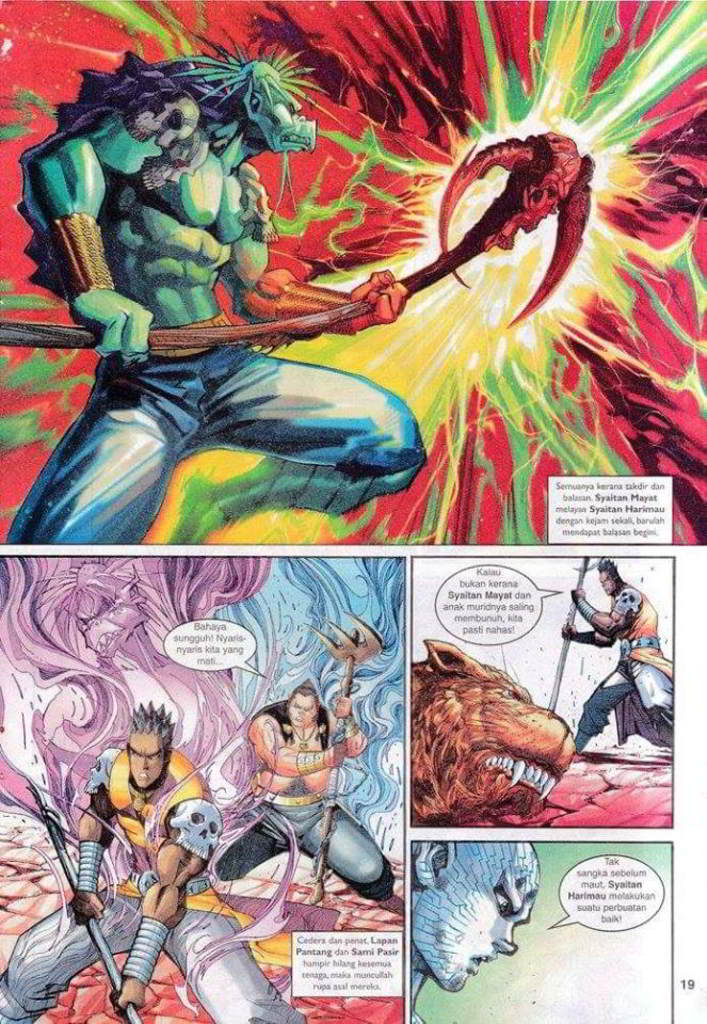 Semuanya kerana takdir dan
balasan. Syaitan Mayat
melayan Syaitan Harimau
dengan kejam sekali, barulah
mendapat balasan begini.
Bahaya
sungguh! Nyaris-
nyaris kita yang
mati...
Cedera dan penat, Lapan
Pantang dan Sami Pasir
hampir hilang kesemua
tenaga, maka muncullah
rupa asal mereka.
Kalau
bukan kerana
Syaitan Mayat dan
anak muridnya saling
membunuh, kita
pasti nahas!
Tak
sangka sebelum
maut, Syaitan
Harimau melakukan
suatu perbuatan
baik!
19